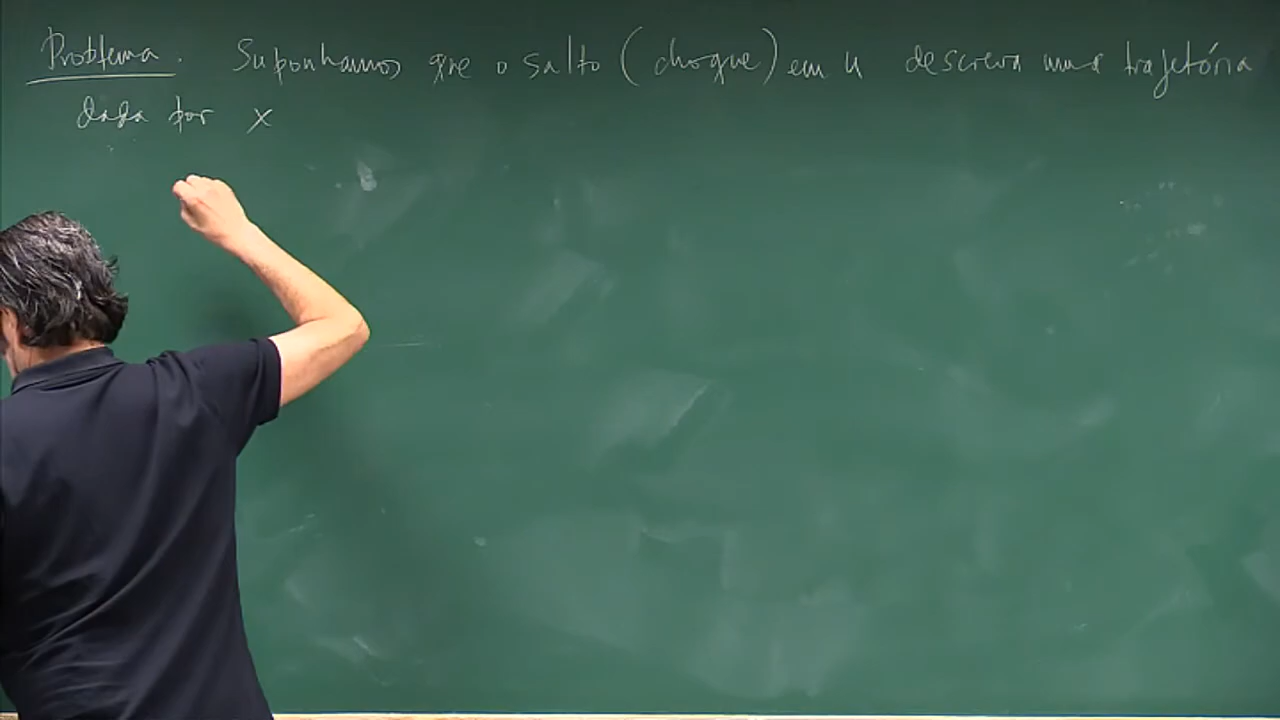 Problema. Suponhamos que o salto (choque) em u descreva uma trajetória
dada por x